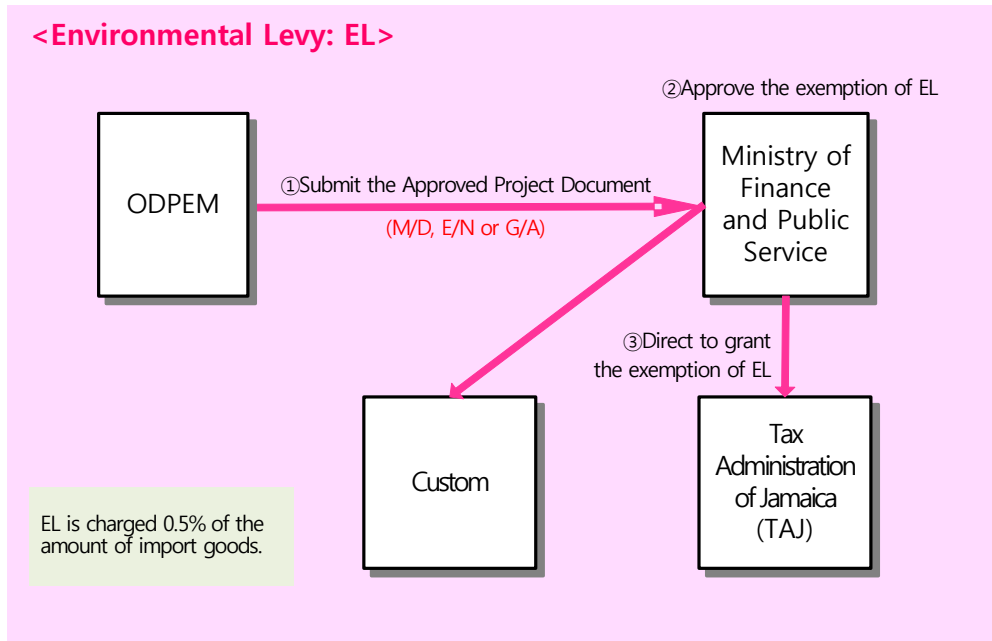 <Environmental Levy: EL>
②Approve the exemption of EL
ODPEM
①Submit the Approved Project Document
(M/D, E/N or G/A)
Ministry of
Finance
and Public
Service
③Direct to grant
the exemption of EL
Custom
Tax
Administration
of Jamaica
(TAJ)
EL is charged 0.5% of the
amount of import goods.